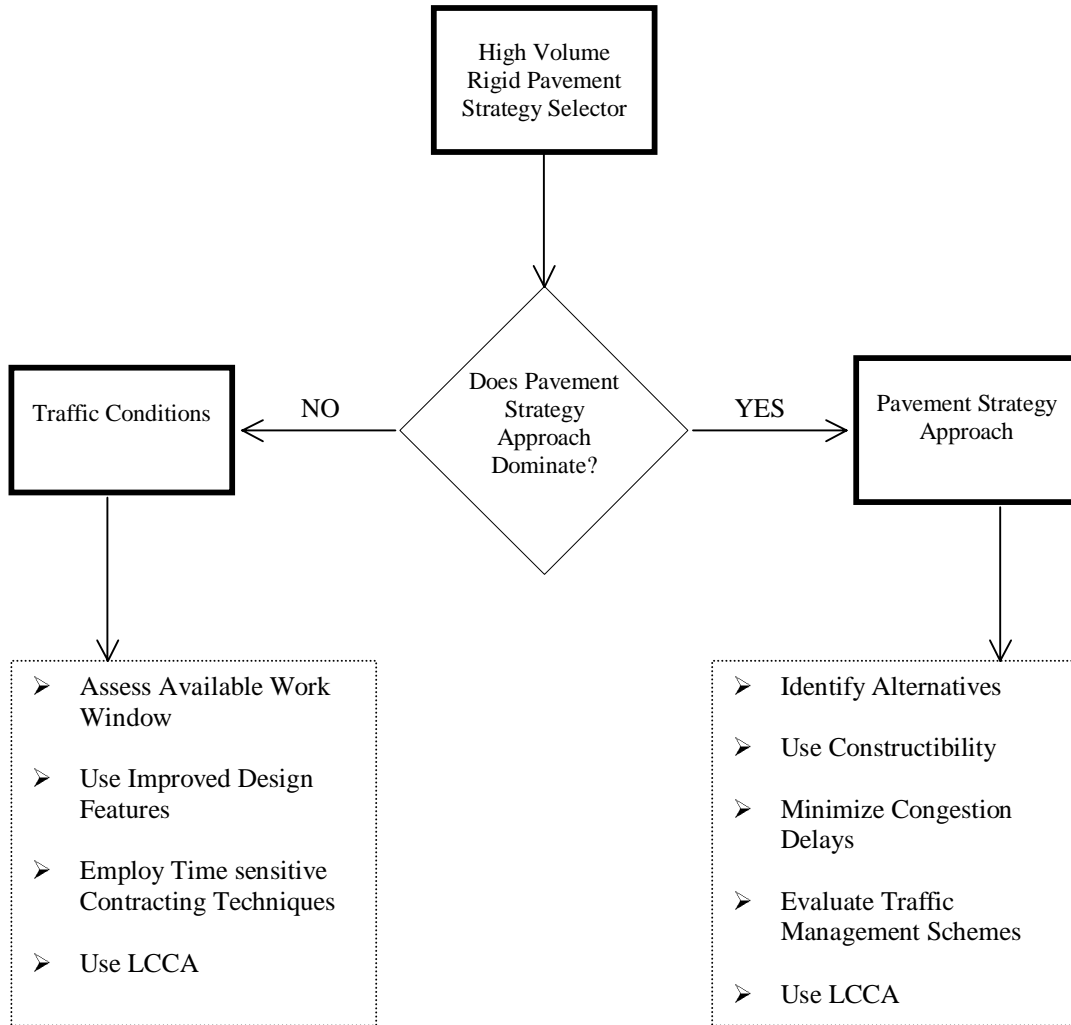 High Volume
Rigid Pavement
Strategy Selector
Does Pavement
Strategy
Approach
Dominate?
NO
YES
Traffic Conditions
Pavement Strategy
Approach
➢ Assess Available Work
Window
➢ Use Improved Design
Features
➢ Employ Time sensitive
Contracting Techniques
➢ Use LCCA
➢ Identify Alternatives
➢ Use Constructibility
➢ Minimize Congestion
Delays
➢ Evaluate Traffic
Management Schemes
➢ Use LCCA